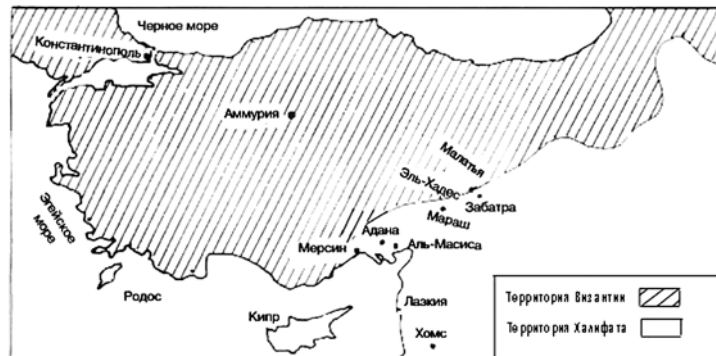 Черное море
Константинополь
Аммурия
Малатья
Эль-Хадес
Забатра
Мараш
Эгейское
море
Адана
Мерсин
Аль-Масиса
Родос
Кипр
Лазкия
Хомс
Территория Византии
Территория Халифата